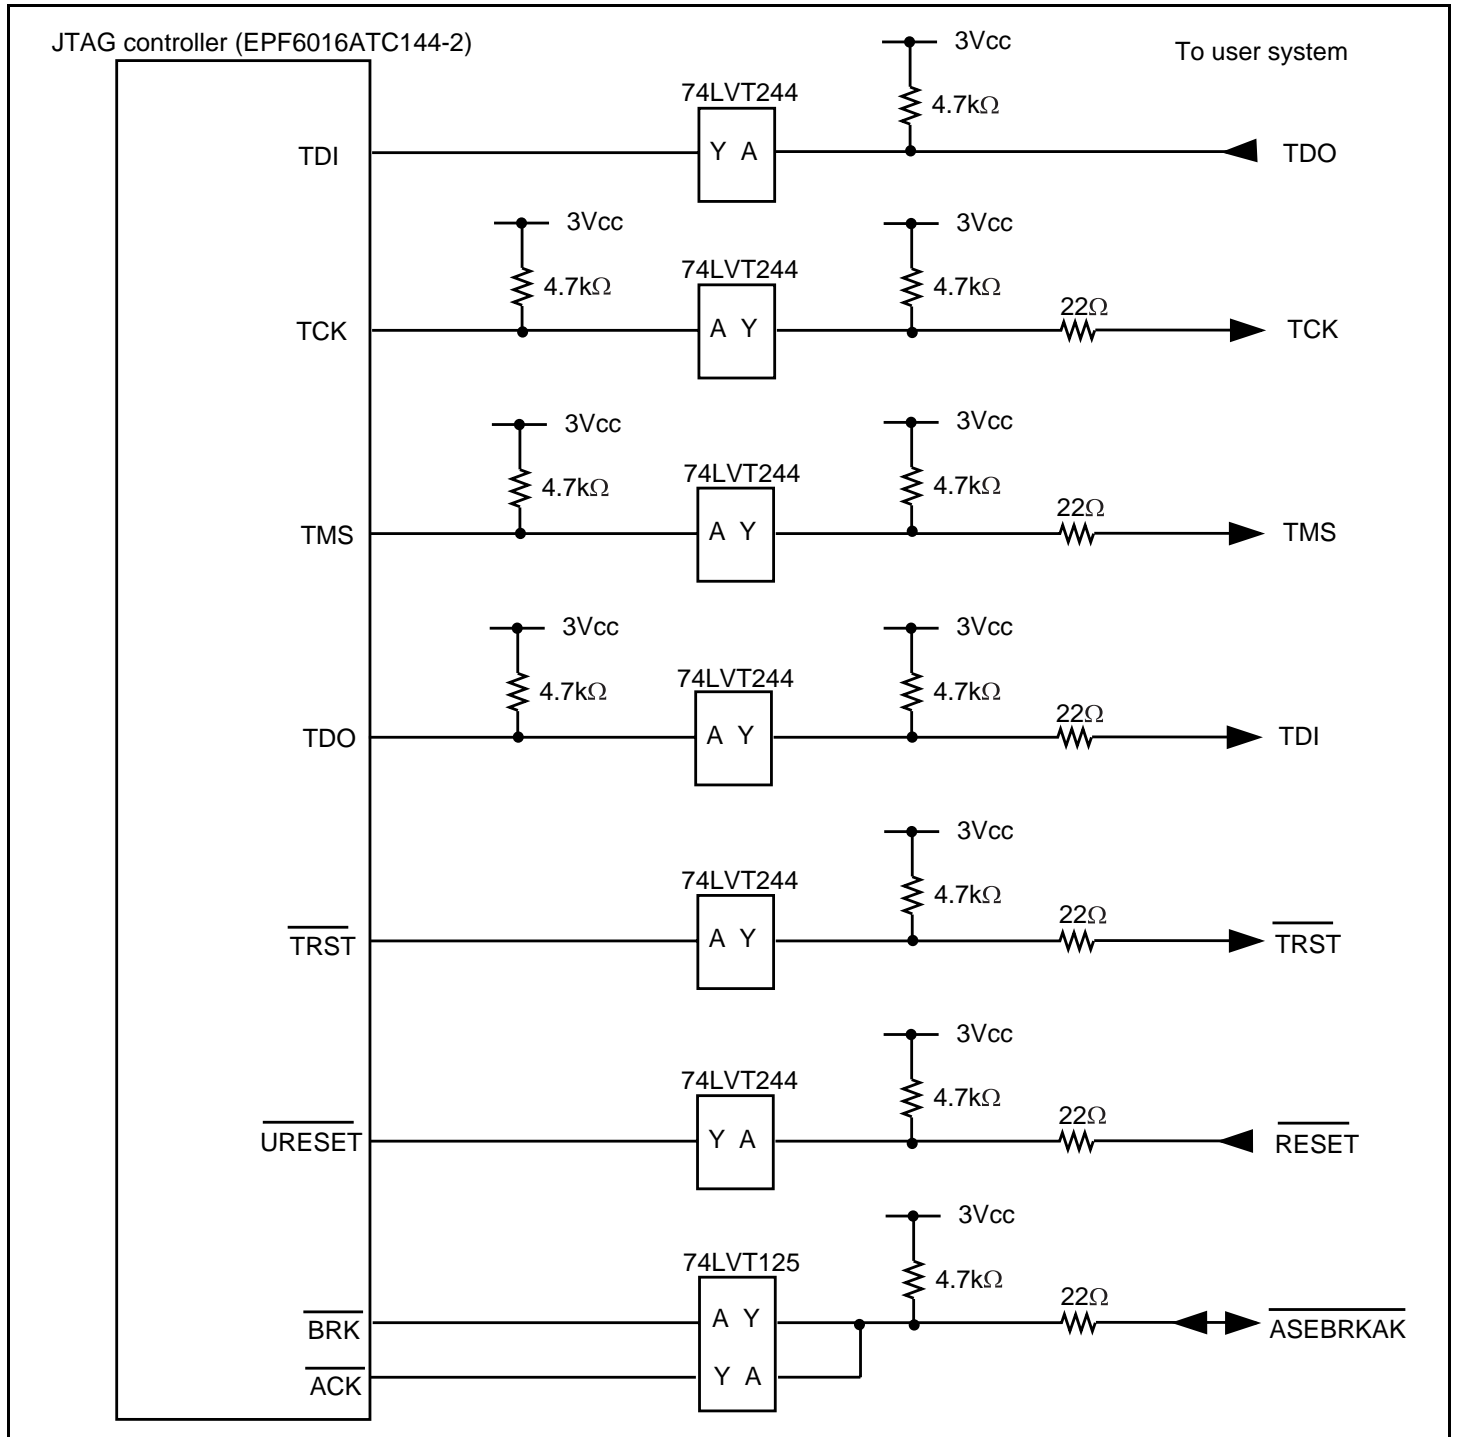 JTAG controller (EPF6016ATC144-2)
3Vcc
To user system
74LVT244
4.7kΩ
TDI
Y A
TDO
3Vcc
3Vcc
74LVT244
4.7kΩ
4.7kΩ
22Ω
TCK
A Y
TCK
3Vcc
3Vcc
74LVT244
4.7kΩ
4.7kΩ
22Ω
TMS
A Y
TMS
3Vcc
3Vcc
74LVT244
4.7kΩ
4.7kΩ
22Ω
TDO
A Y
TDI
3Vcc
74LVT244
4.7kΩ
22Ω
TRST
A Y
TRST
3Vcc
74LVT244
4.7kΩ
22Ω
URESET
Y A
RESET
3Vcc
74LVT125
4.7kΩ
22Ω
BRK
A Y
ASEBRKAK
ACK
Y A